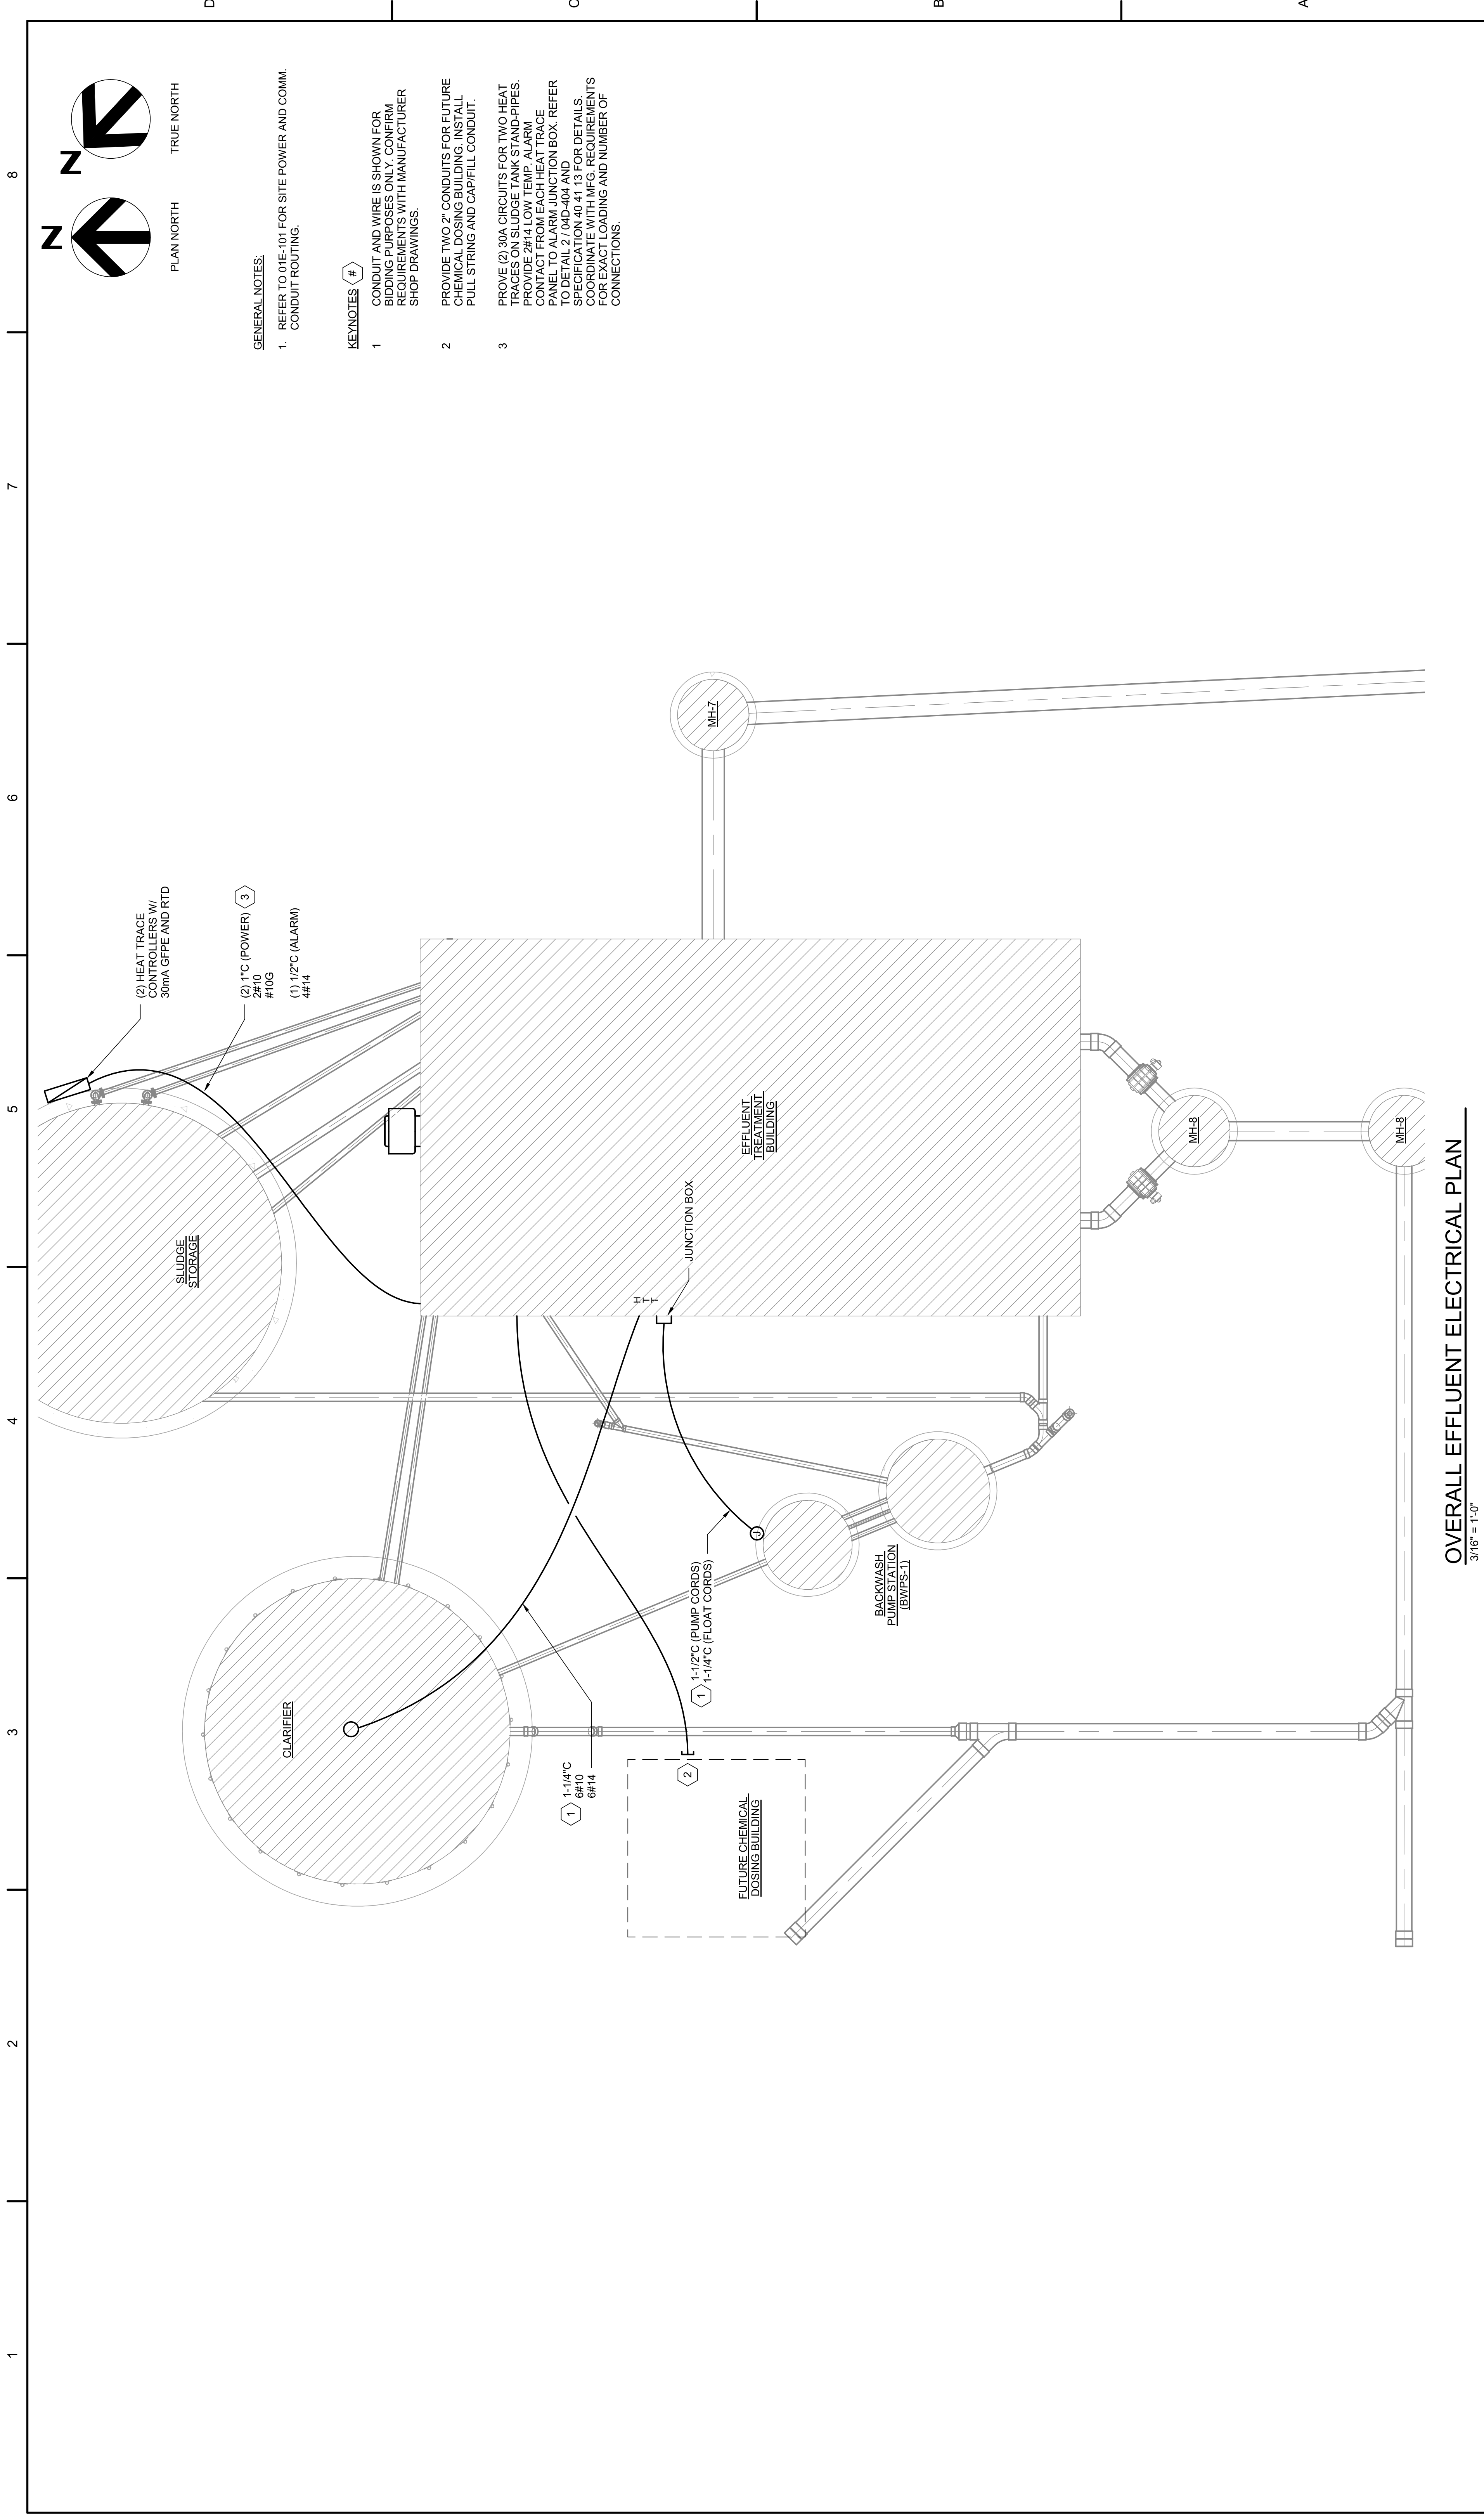 1
2
3
4
5
6
7
8
D
C
B
A
N
PLAN NORTH
N
TRUE NORTH
GENERAL NOTES:
1. REFER TO 01E-101 FOR SITE POWER AND COMM.
CONDUIT ROUTING.
KEYNOTES #
1 CONDUIT AND WIRE IS SHOWN FOR
BIDDING PURPOSES ONLY. CONFIRM
REQUIREMENTS WITH MANUFACTURER
SHOP DRAWINGS.
2 PROVIDE TWO 2" CONDUITS FOR FUTURE
CHEMICAL DOSING BUILDING. INSTALL
PULL STRING AND CAP/FILL CONDUIT.
3 PROVE (2) 30A CIRCUITS FOR TWO HEAT
TRACES ON SLUDGE TANK STAND-PIPES.
PROVIDE 2#14 LOW TEMP. ALARM
CONTACT FROM EACH HEAT TRACE
PANEL TO ALARM JUNCTION BOX. REFER
TO DETAIL 2 / 04D-404 AND
SPECIFICATION 40 41 13 FOR DETAILS.
COORDINATE WITH MFG. REQUIREMENTS
FOR EXACT LOADING AND NUMBER OF
CONNECTIONS.
(2) HEAT TRACE
CONTROLLERS W/
30mA GFPE AND RTD
(2) 1"C (POWER) 3
2#10
#10G
(1) 1/2"C (ALARM)
4#14
SLUDGE
STORAGE
CLARIFIER
1 1-1/4"C
6#10
6#14
2
FUTURE CHEMICAL
DOSING BUILDING
1 1-1/2"C (PUMP CORDS)
1-1/4"C (FLOAT CORDS)
J
BACKWASH
PUMP STATION
(BWPS-1)
H
T
T
JUNCTION BOX
EFFLUENT
TREATMENT
BUILDING
MH-7
MH-8
MH-8
OVERALL EFFLUENT ELECTRICAL PLAN
3/16" = 1'-0"